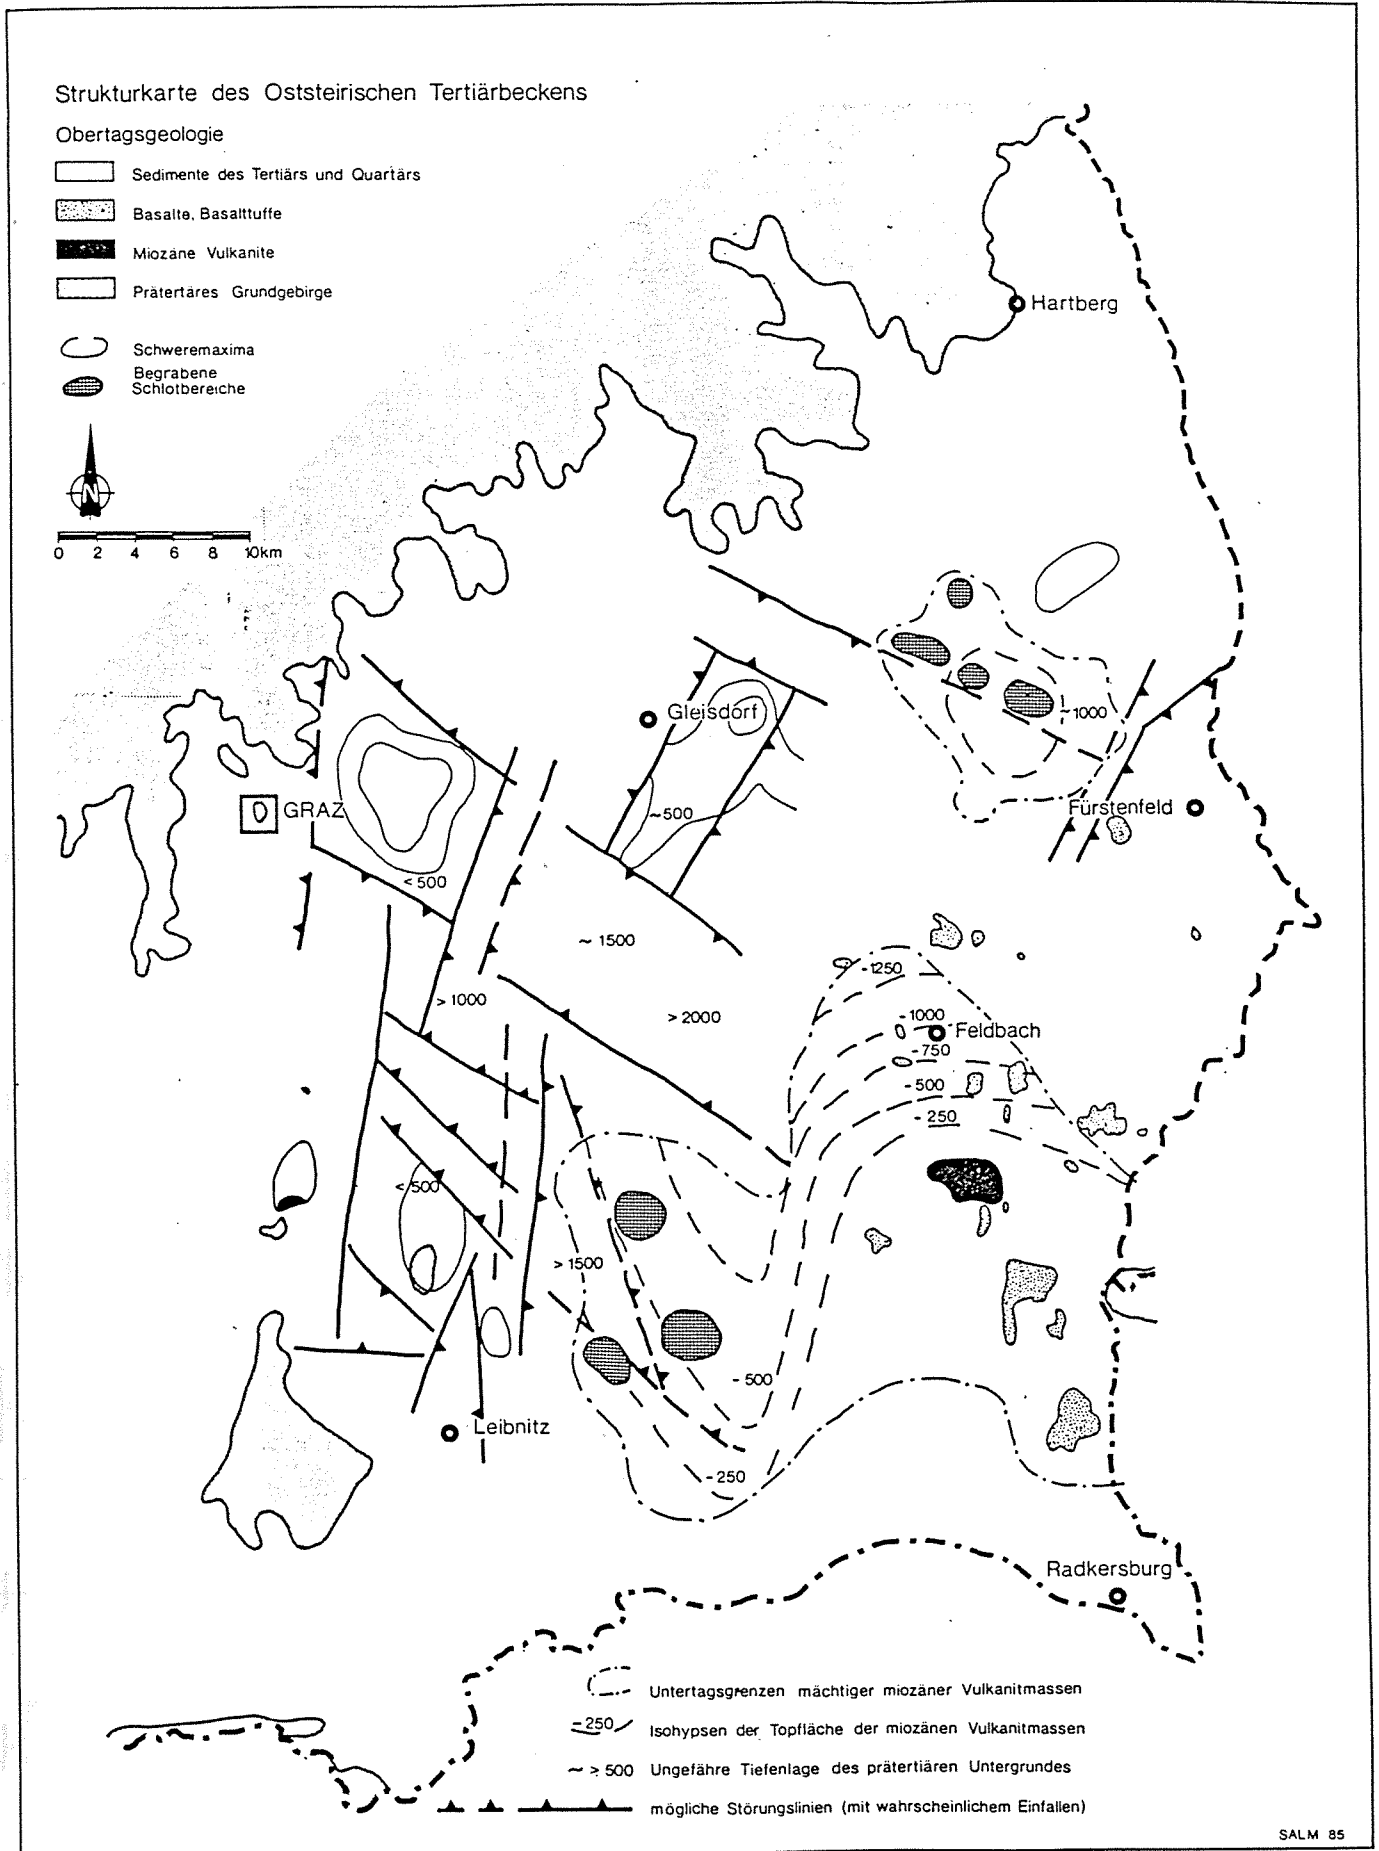 Strukturkarte des Oststeirischen Tertiärbeckens
Obertagsgeologie
Sedimente des Tertiärs und Quartärs
Basalte, Basalttuffe
Miozäne Vulkanite
Prätertäres Grundgebirge
Schweremaxima
Begrabene
Schlotbereiche
N
0 2 4 6 8 10km
Hartberg
Gleisdorf
~1000
GRAZ
~500
Fürstenfeld
< 500
~ 1500
-1250
> 1000
> 2000
-1000
Feldbach
-750
-500
-250
< 500
> 1500
-500
Leibnitz
-250
Radkersburg
Untertagsgrenzen mächtiger miozäner Vulkanitmassen
-250 Isohypsen der Topfläche der miozänen Vulkanitmassen
~ ≥ 500 Ungefähre Tiefenlage des prätertiären Untergrundes
mögliche Störungslinien (mit wahrscheinlichem Einfallen)
SALM 85